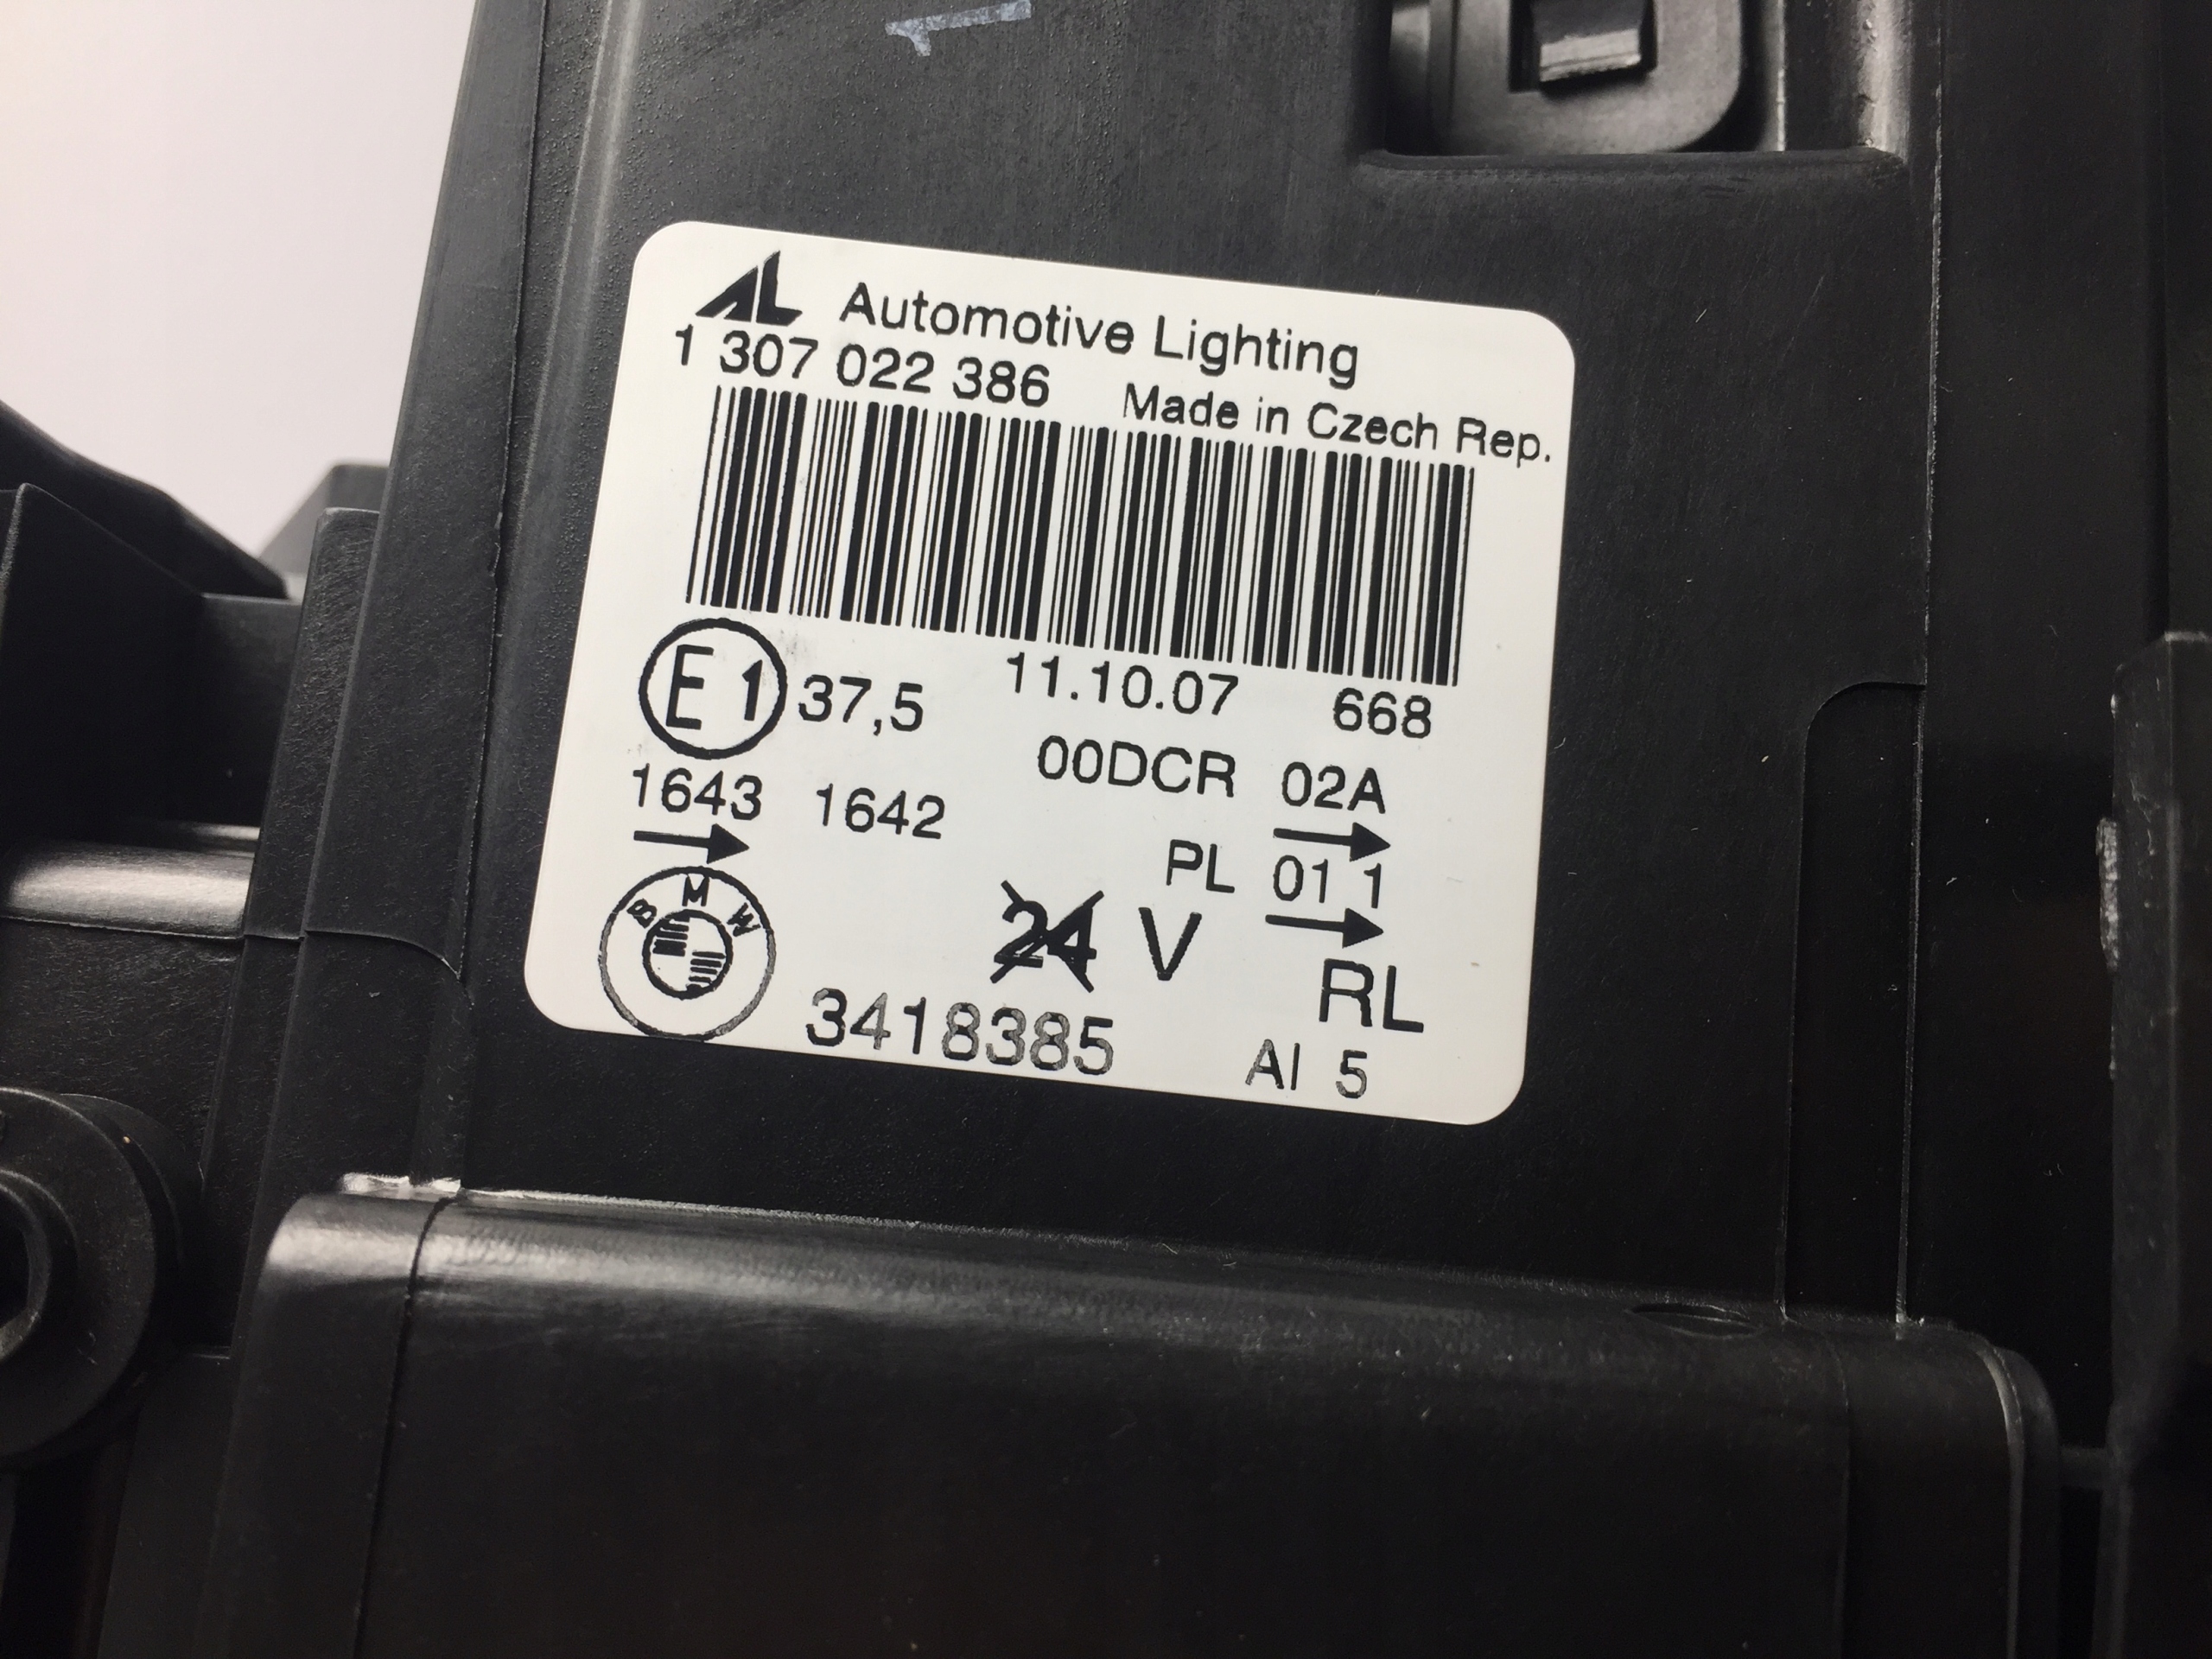 AL Automotive Lighting
1 307 022 386 Made in Czech Rep.
11.10.07 668
E1 37,5
00DCR 02A
1643 1642
PL 01 1
BMW
24 V
RL
3418385
AI 5